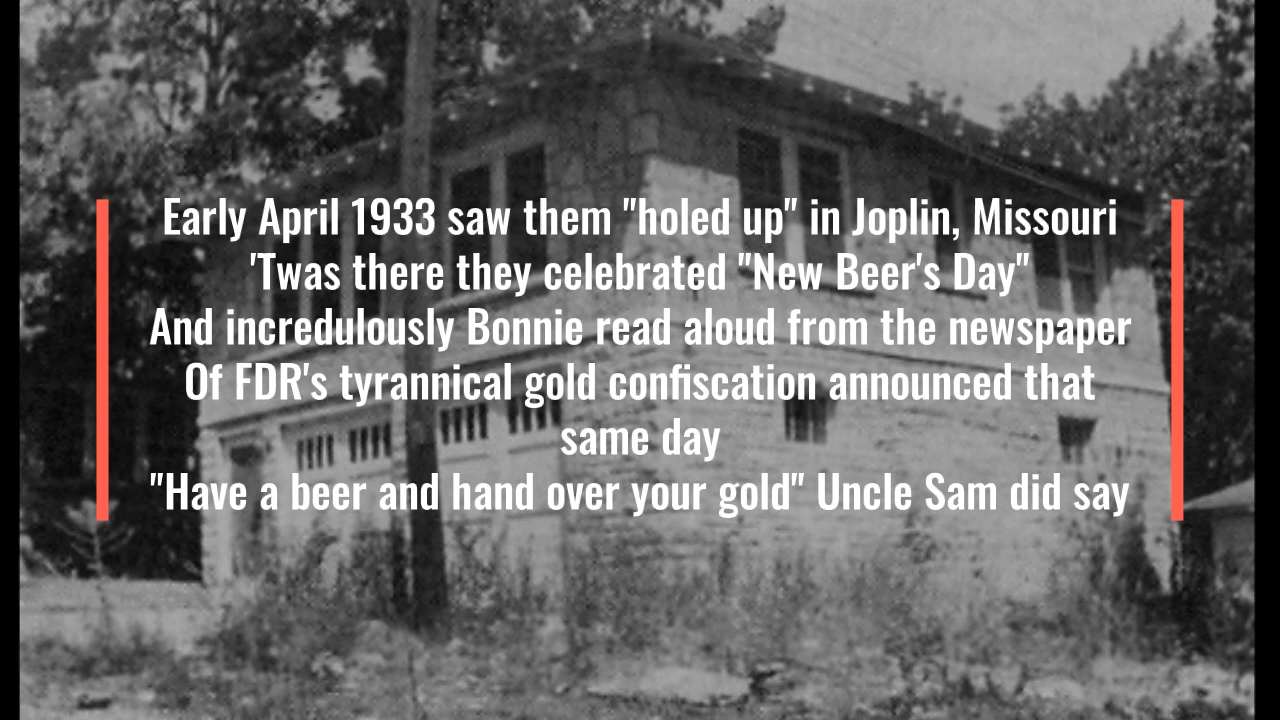 Early April 1933 saw them "holed up" in Joplin, Missouri
'Twas there they celebrated "New Beer's Day"
And incredulously Bonnie read aloud from the newspaper
Of FDR's tyrannical gold confiscation announced that
same day
"Have a beer and hand over your gold" Uncle Sam did say